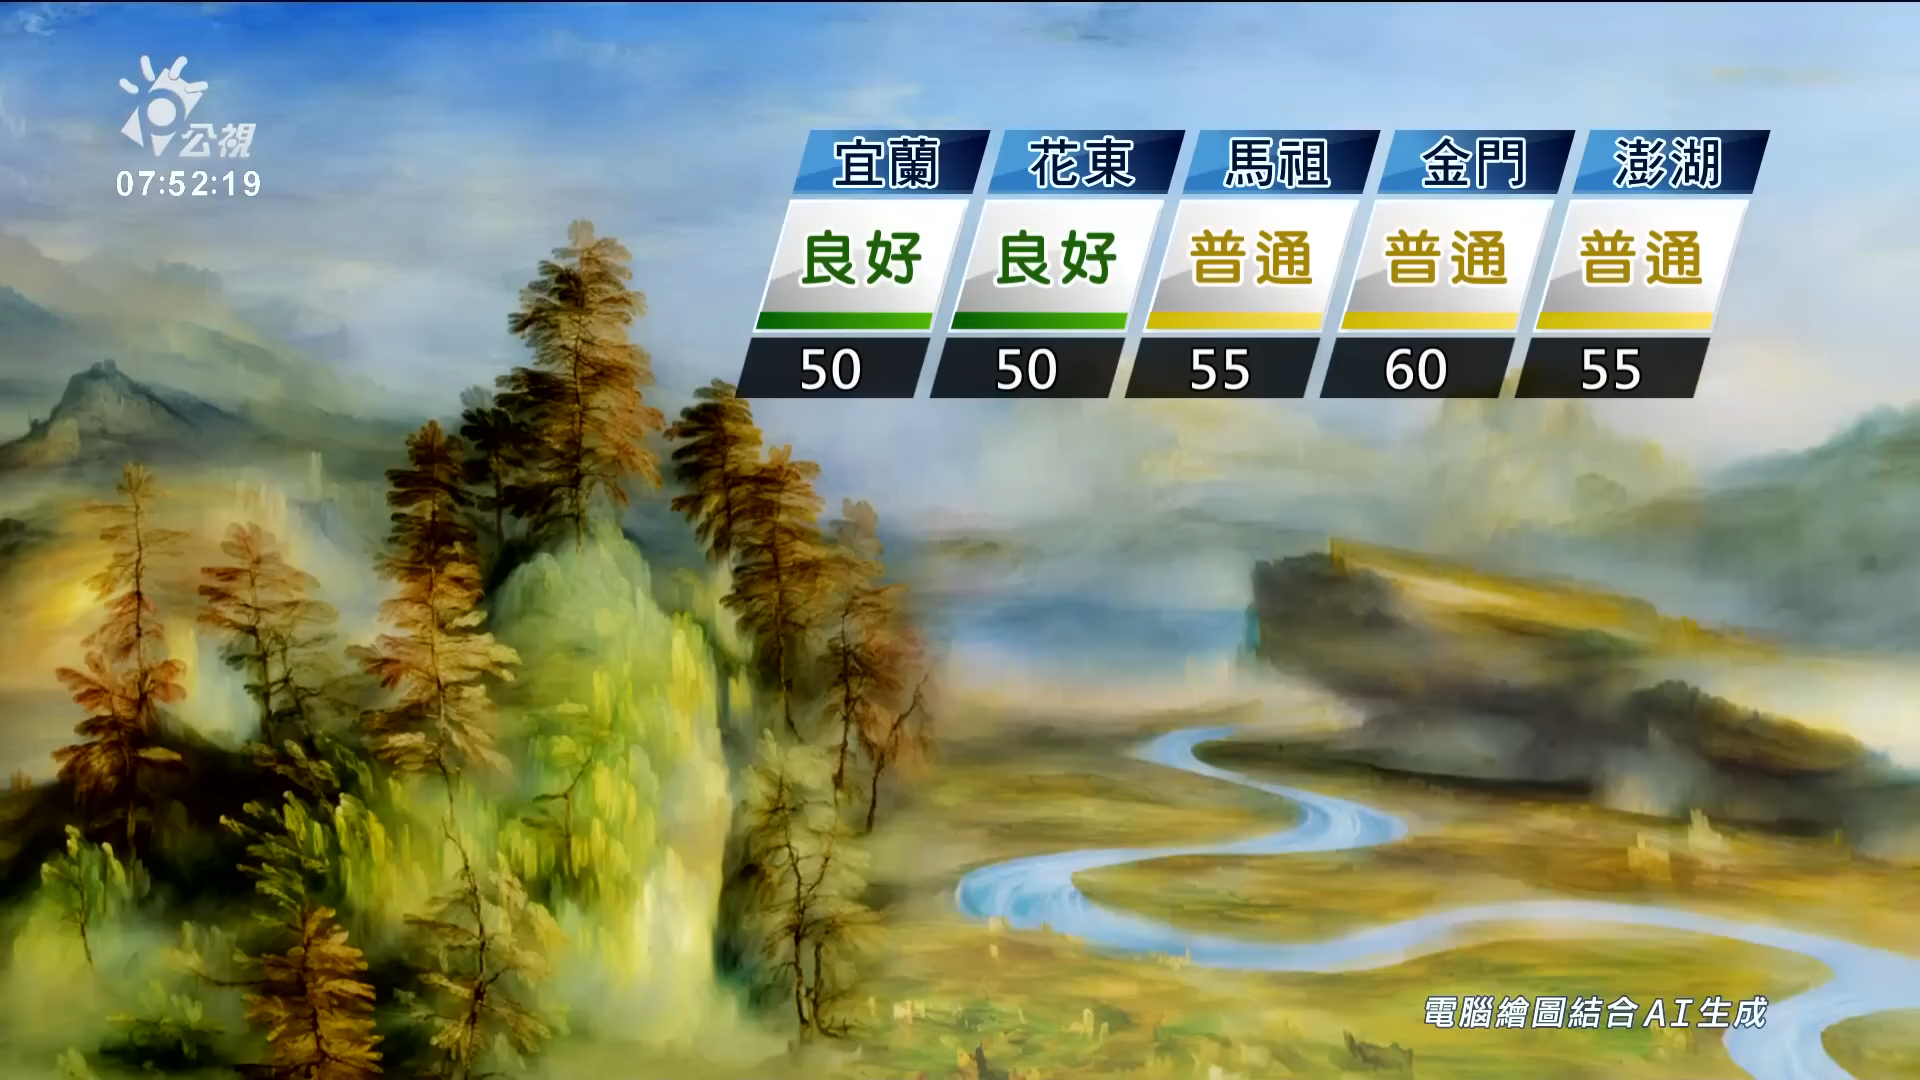 公視
07:52:19
宜蘭 花東 馬祖 金門 澎湖
良好 良好 普通 普通 普通
50 50 55 60 55
電腦繪圖結合AI生成